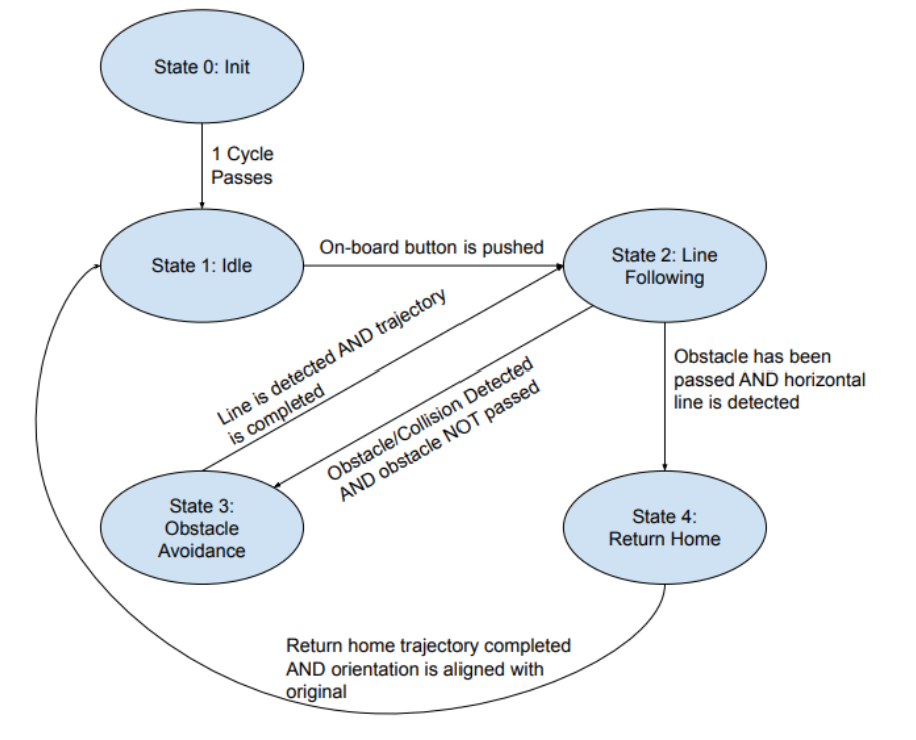 State 0: Init
1 Cycle
Passes
State 1: Idle
On-board button is pushed
State 2: Line
Following
Line is detected AND trajectory
is completed
Obstacle/Collision Detected
AND obstacle NOT passed
Obstacle has been
passed AND horizontal
line is detected
State 3:
Obstacle
Avoidance
State 4:
Return Home
Return home trajectory completed
AND orientation is aligned with
original